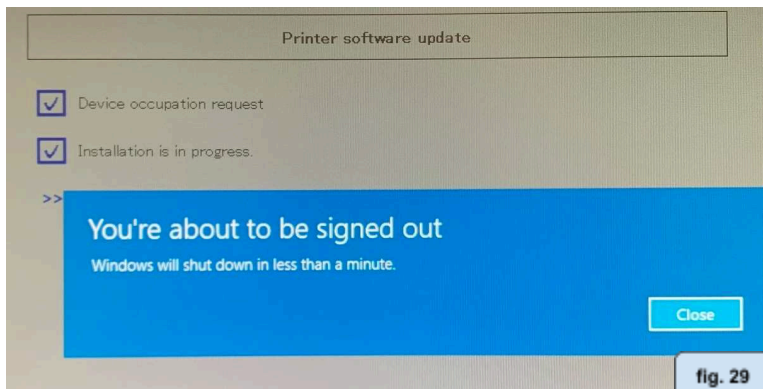 Printer software update
Device occupation request
Installation is in progress.
>>
You're about to be signed out
Windows will shut down in less than a minute.
Close
fig. 29